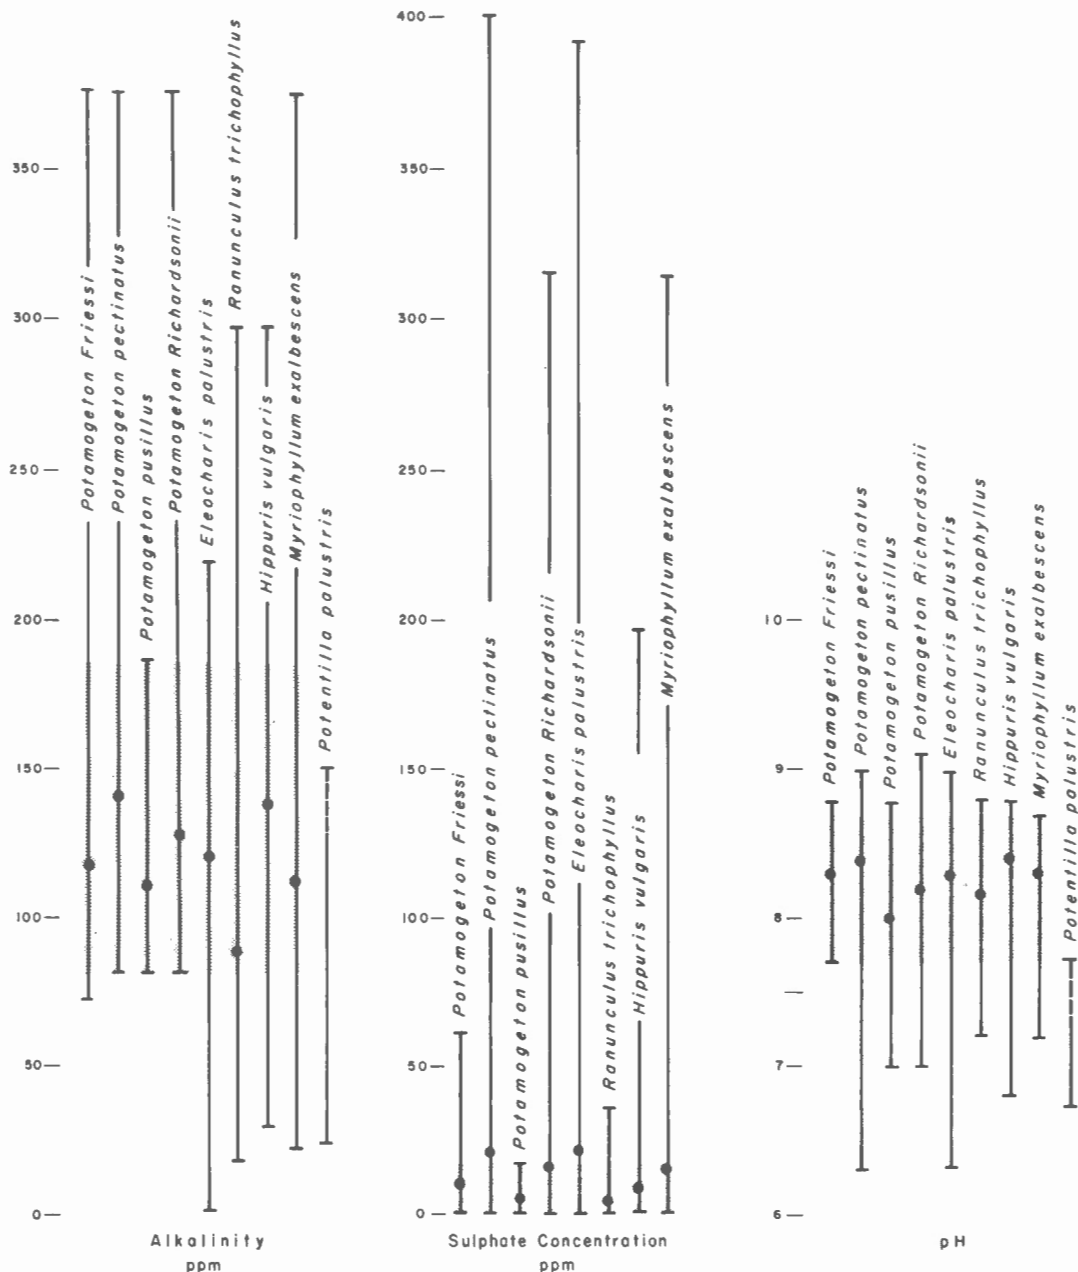 350
300
250
200
150
100
50
0
Potamogeton Friessi
Potamogeton pectinatus
Potamogeton pusillus
Potamogeton Richardsonii
Eleocharis palustris
Ranunculus trichophyllus
Hippuris vulgaris
Myriophyllum exalbescens
Potentilla palustris
Alkalinity
ppm
400
350
300
250
200
150
100
50
0
Potamogeton Friessi
Potamogeton pectinatus
Potamogeton pusillus
Potamogeton Richardsonii
Eleocharis palustris
Ranunculus trichophyllus
Hippuris vulgaris
Myriophyllum exalbescens
Sulphate Concentration
ppm
10
9
8
7
6
Potamogeton Friessi
Potamogeton pectinatus
Potamogeton pusillus
Potamogeton Richardsonii
Eleocharis palustris
Ranunculus trichophyllus
Hippuris vulgaris
Myriophyllum exalbescens
Potentilla palustris
pH